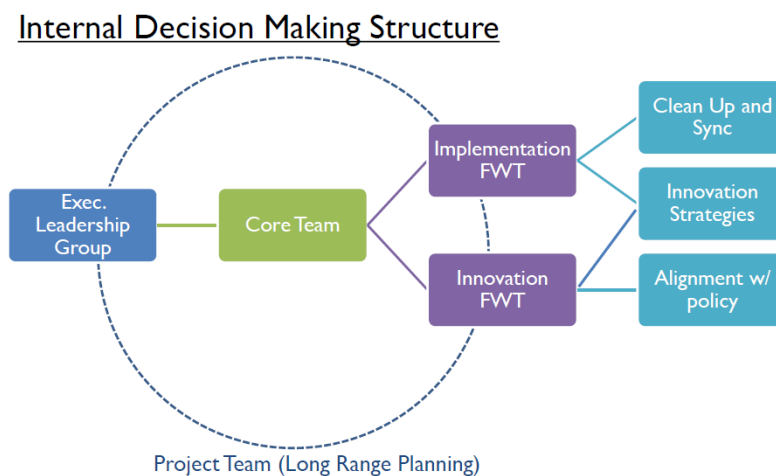 Internal Decision Making Structure
Clean Up and
Sync
Implementation
FWT
Exec.
Leadership
Group
Core Team
Innovation
Strategies
Innovation
FWT
Alignment w/
policy
Project Team (Long Range Planning)